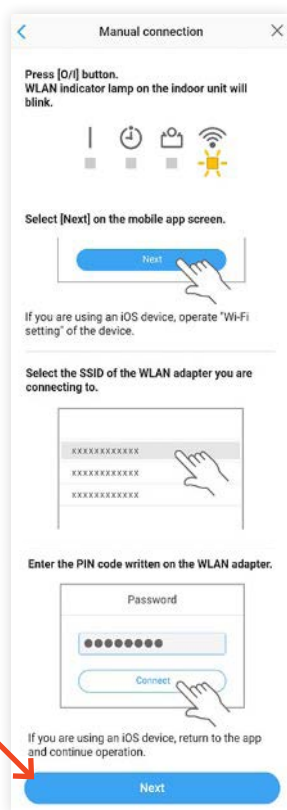 Manual connection
Press [O/I] button.
WLAN indicator lamp on the indoor unit will
blink.
Select [Next] on the mobile app screen.
Next
If you are using an iOS device, operate "Wi-Fi
setting" of the device.
Select the SSID of the WLAN adapter you are
connecting to.
xxxxxxxxxxxx
xxxxxxxxxxxx
xxxxxxxxxxxx
Enter the PIN code written on the WLAN adapter.
Password
Connect
If you are using an iOS device, return to the app
and continue operation.
Next